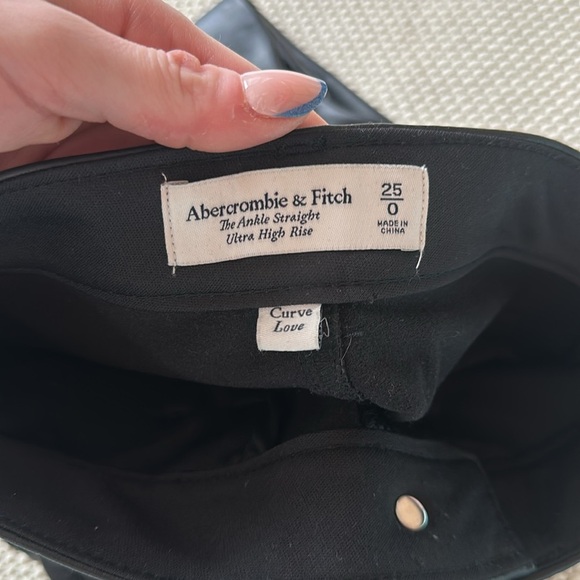 Abercrombie & Fitch
The Ankle Straight
Ultra High Rise
25
0
MADE IN
CHINA
Curve
Love